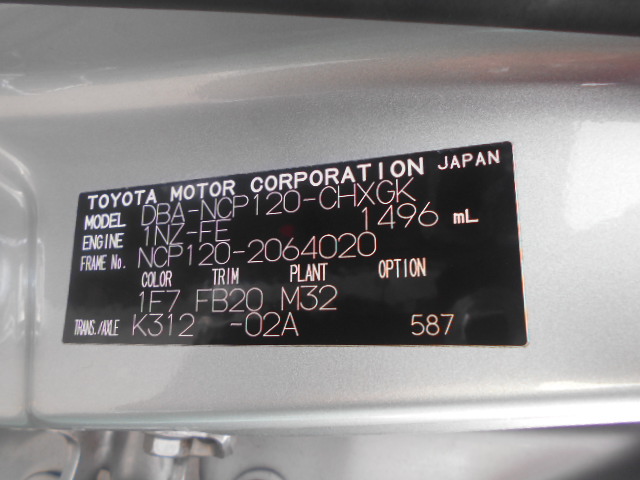 TOYOTA MOTOR CORPORATION JAPAN
MODEL DBA-NCP120-CHXGK
ENGINE 1NZ-FE 1496 mL
FRAME No. NCP120-2064020
COLOR TRIM PLANT OPTION
1F7 FB20 M32
TRANS./AXLE K312 -02A 587